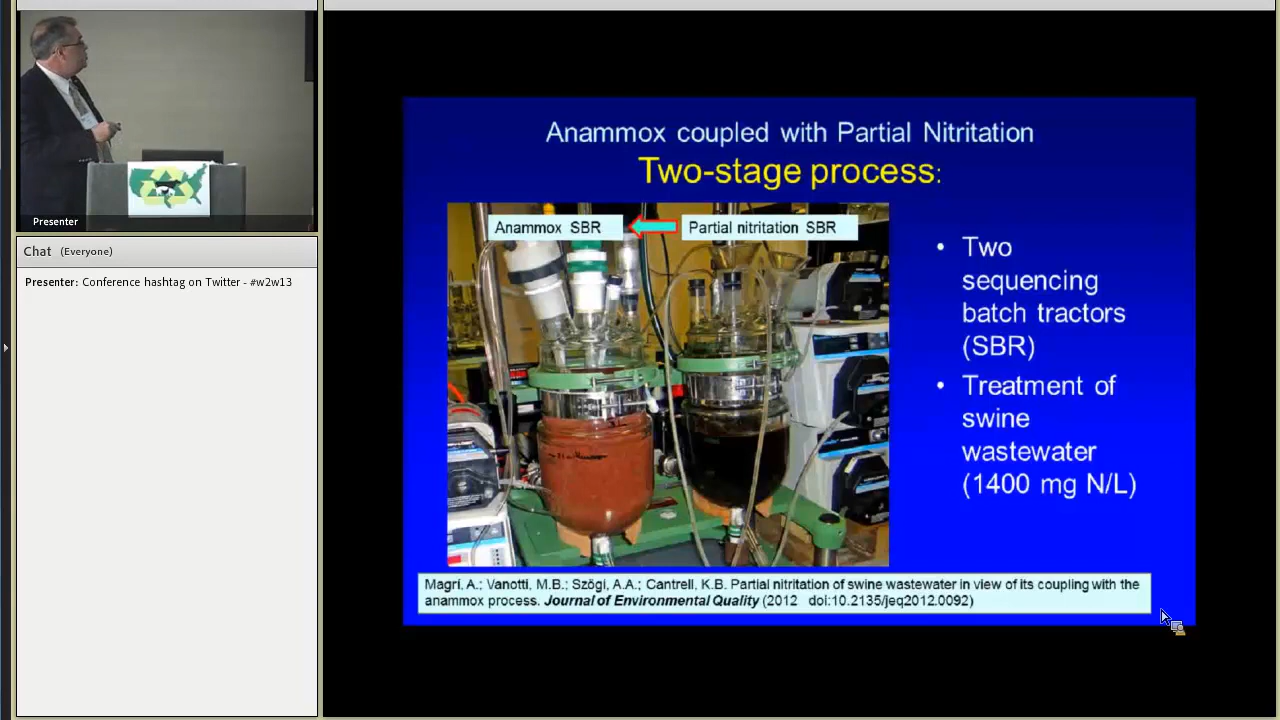 Presenter
Chat (Everyone)
Presenter: Conference hashtag on Twitter - #w2w13
Anammox coupled with Partial Nitritation
Two-stage process:
Anammox SBR
Partial nitritation SBR
• Two
sequencing
batch tractors
(SBR)
• Treatment of
swine
wastewater
(1400 mg N/L)
Magrí, A.; Vanotti, M.B.; Szögi, A.A.; Cantrell, K.B. Partial nitritation of swine wastewater in view of its coupling with the
anammox process. Journal of Environmental Quality (2012 doi:10.2135/jeq2012.0092)